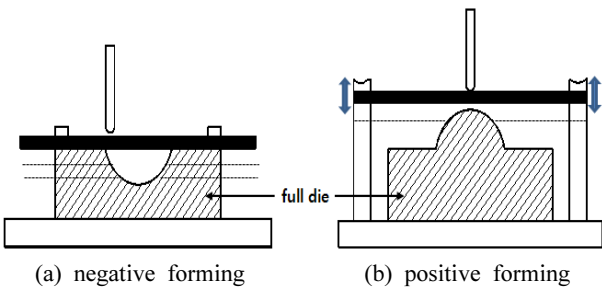 full die
(a) negative forming
(b) positive forming